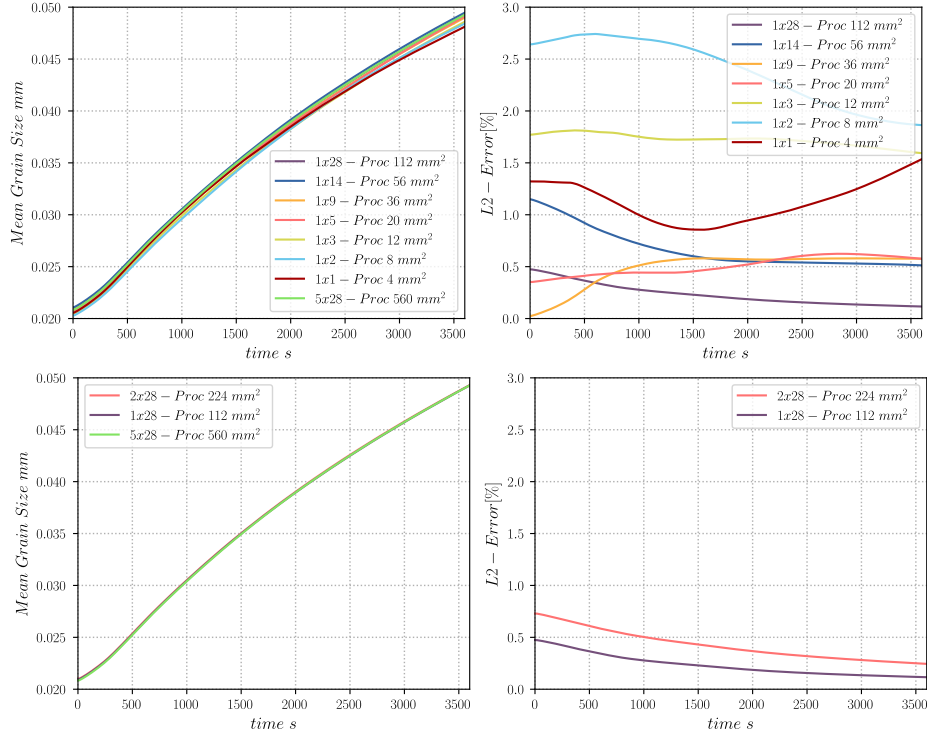 0.050
0.045
0.040
0.035
0.030
0.025
0.020
Mean Grain Size mm
1x28 − Proc 112 mm²
1x14 − Proc 56 mm²
1x9 − Proc 36 mm²
1x5 − Proc 20 mm²
1x3 − Proc 12 mm²
1x2 − Proc 8 mm²
1x1 − Proc 4 mm²
5x28 − Proc 560 mm²
0 500 1000 1500 2000 2500 3000 3500
time s
3.0
2.5
2.0
1.5
1.0
0.5
0.0
L2 − Error[%]
1x28 − Proc 112 mm²
1x14 − Proc 56 mm²
1x9 − Proc 36 mm²
1x5 − Proc 20 mm²
1x3 − Proc 12 mm²
1x2 − Proc 8 mm²
1x1 − Proc 4 mm²
0 500 1000 1500 2000 2500 3000 3500
time s
0.050
0.045
0.040
0.035
0.030
0.025
0.020
Mean Grain Size mm
2x28 − Proc 224 mm²
1x28 − Proc 112 mm²
5x28 − Proc 560 mm²
0 500 1000 1500 2000 2500 3000 3500
time s
3.0
2.5
2.0
1.5
1.0
0.5
0.0
L2 − Error[%]
2x28 − Proc 224 mm²
1x28 − Proc 112 mm²
0 500 1000 1500 2000 2500 3000 3500
time s